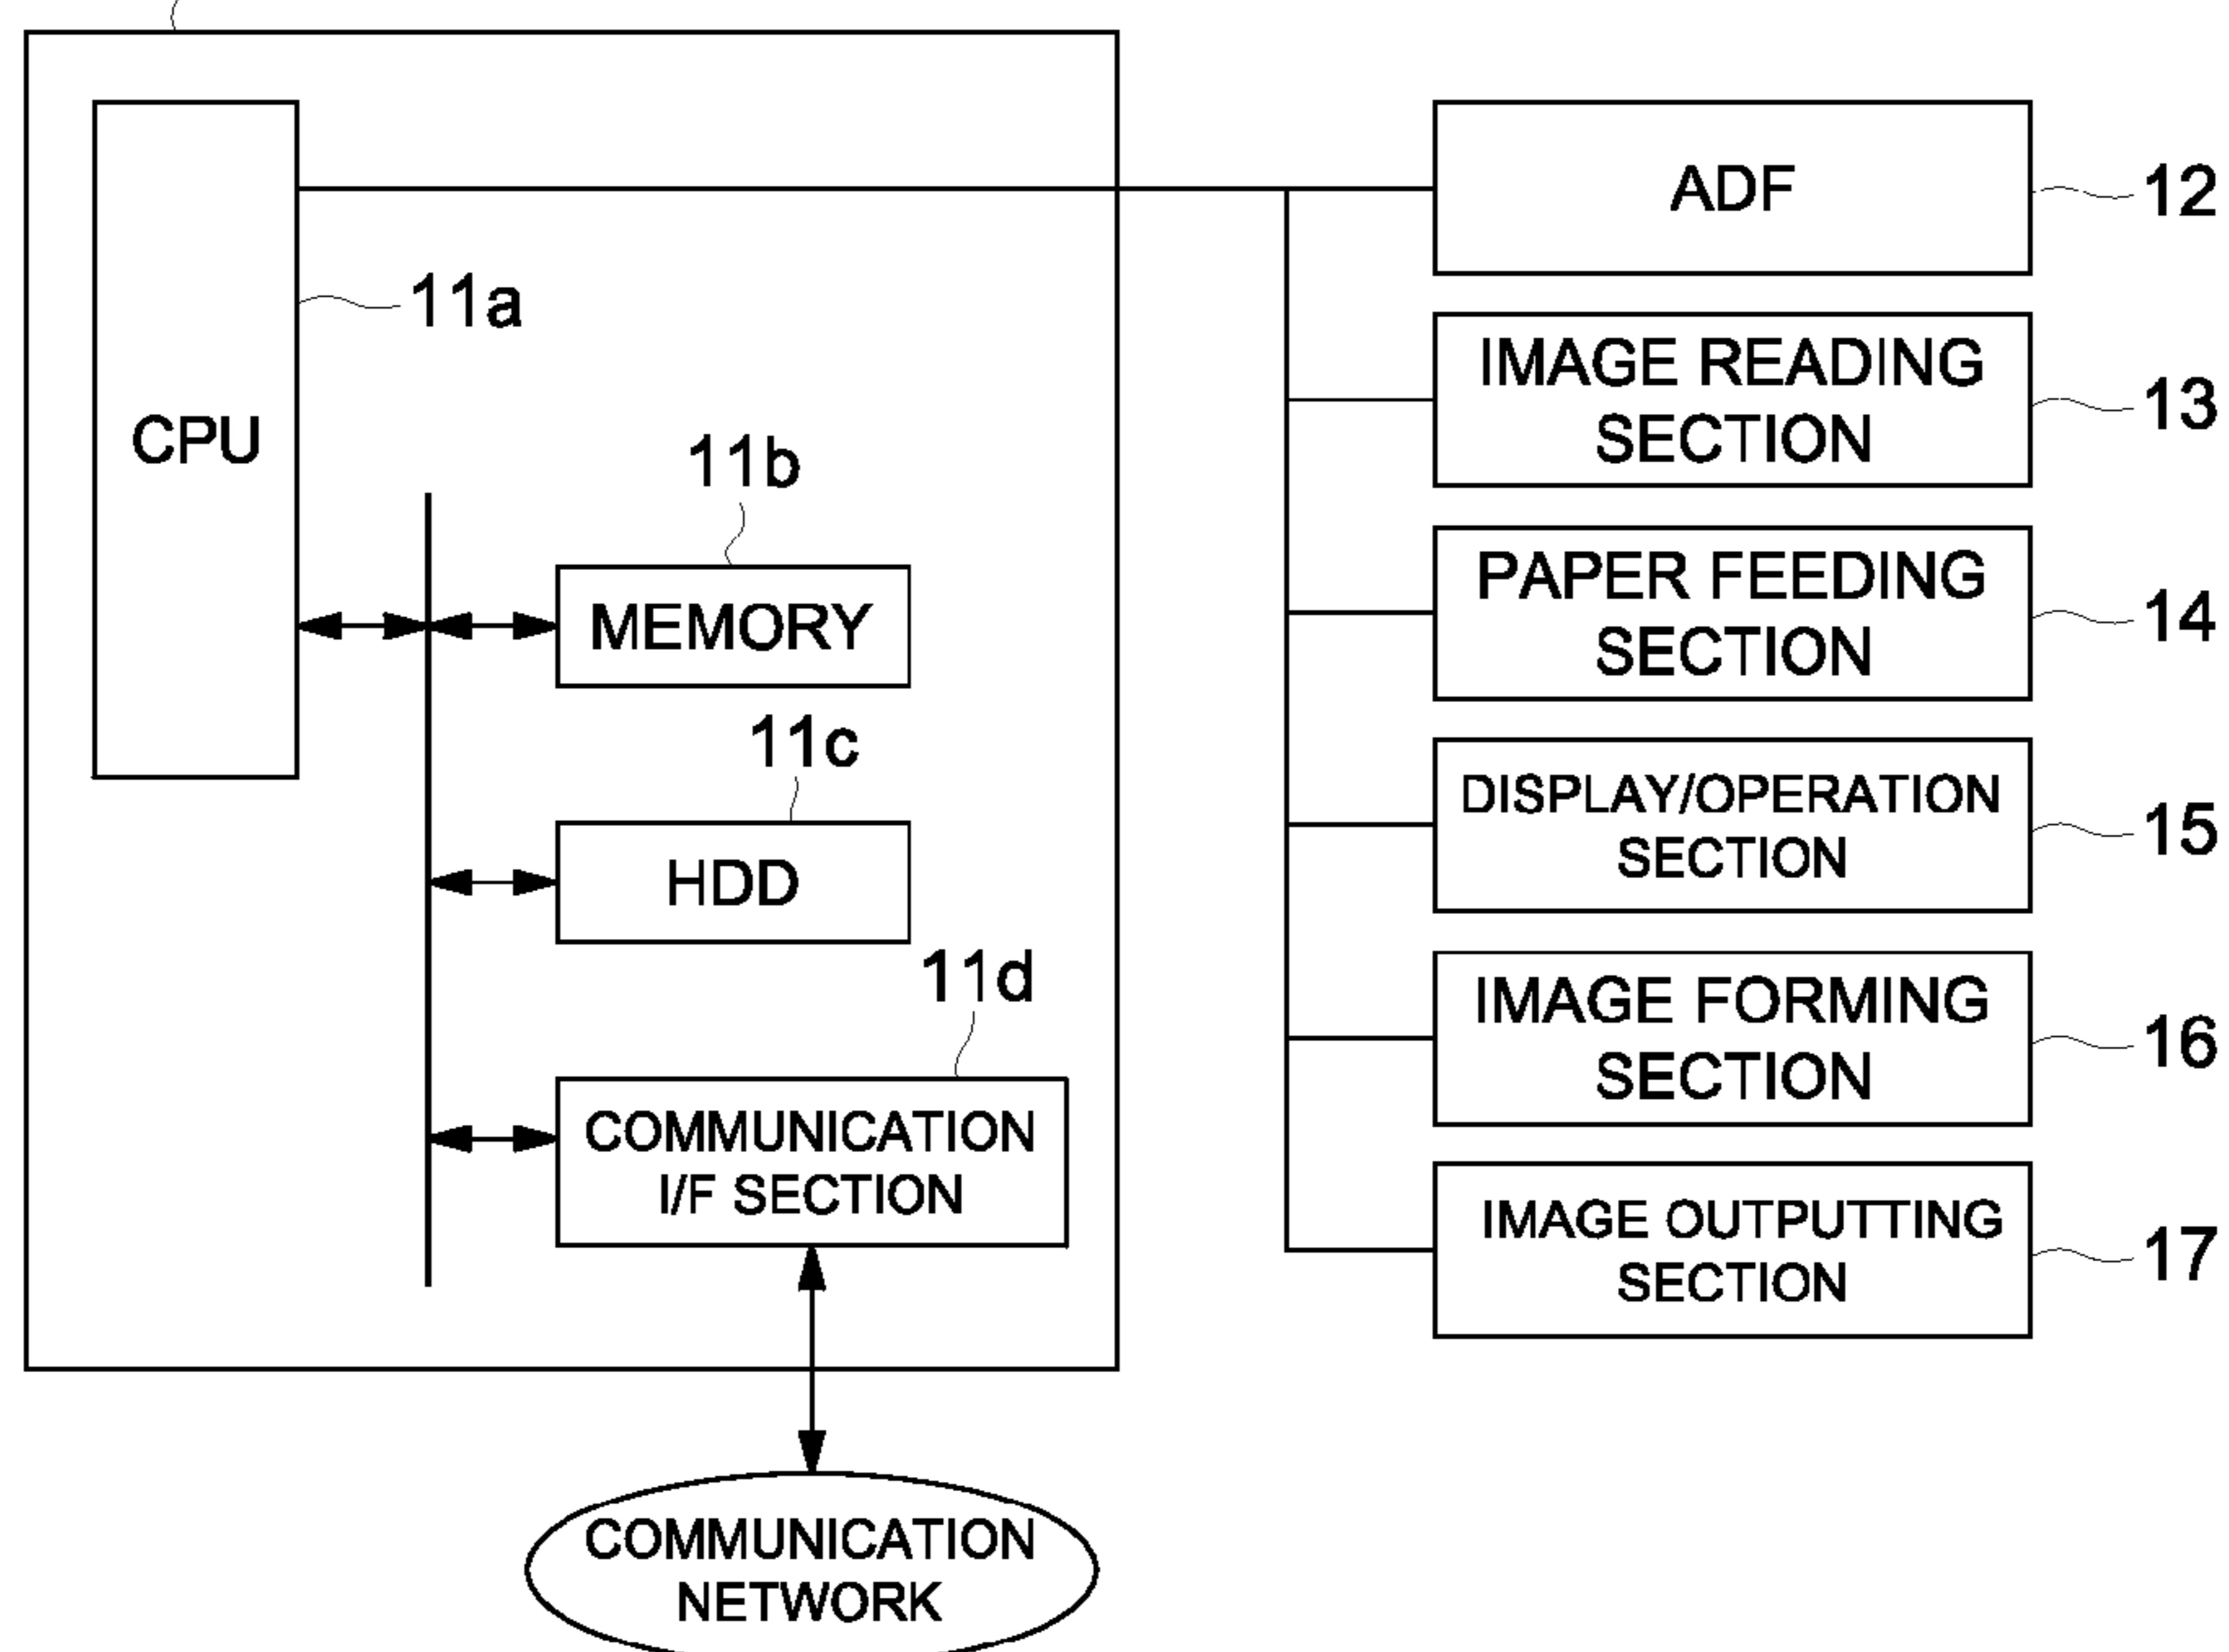 CPU
11a
11b
MEMORY
11c
HDD
11d
COMMUNICATION
I/F SECTION
COMMUNICATION
NETWORK
ADF
12
IMAGE READING
SECTION
13
PAPER FEEDING
SECTION
14
DISPLAY/OPERATION
SECTION
15
IMAGE FORMING
SECTION
16
IMAGE OUTPUTTING
SECTION
17